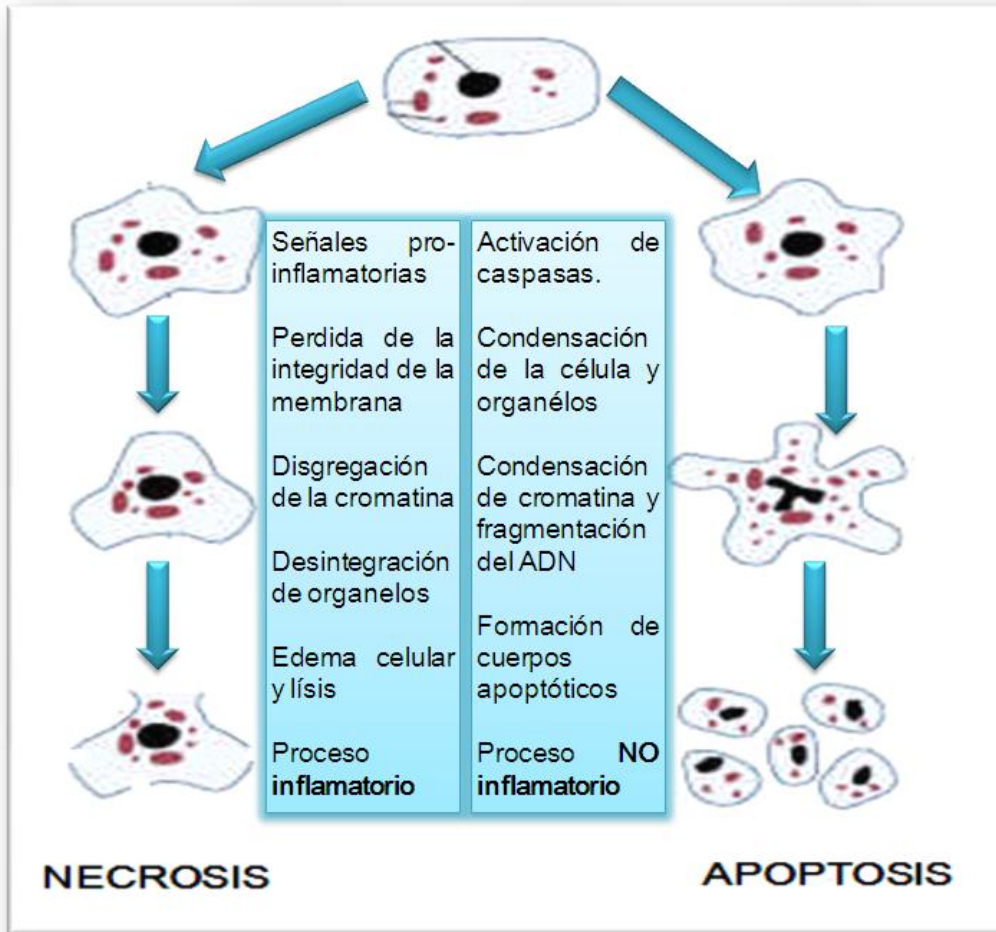 Señales pro-
inflamatorias
Perdida de la
integridad de la
membrana
Disgregación
de la cromatina
Desintegración
de organelos
Edema celular
y lísis
Proceso
inflamatorio
Activación de
caspasas.
Condensación
de la célula y
organélos
Condensación
de cromatina y
fragmentación
del ADN
Formación de
cuerpos
apoptóticos
Proceso NO
inflamatorio
NECROSIS
APOPTOSIS